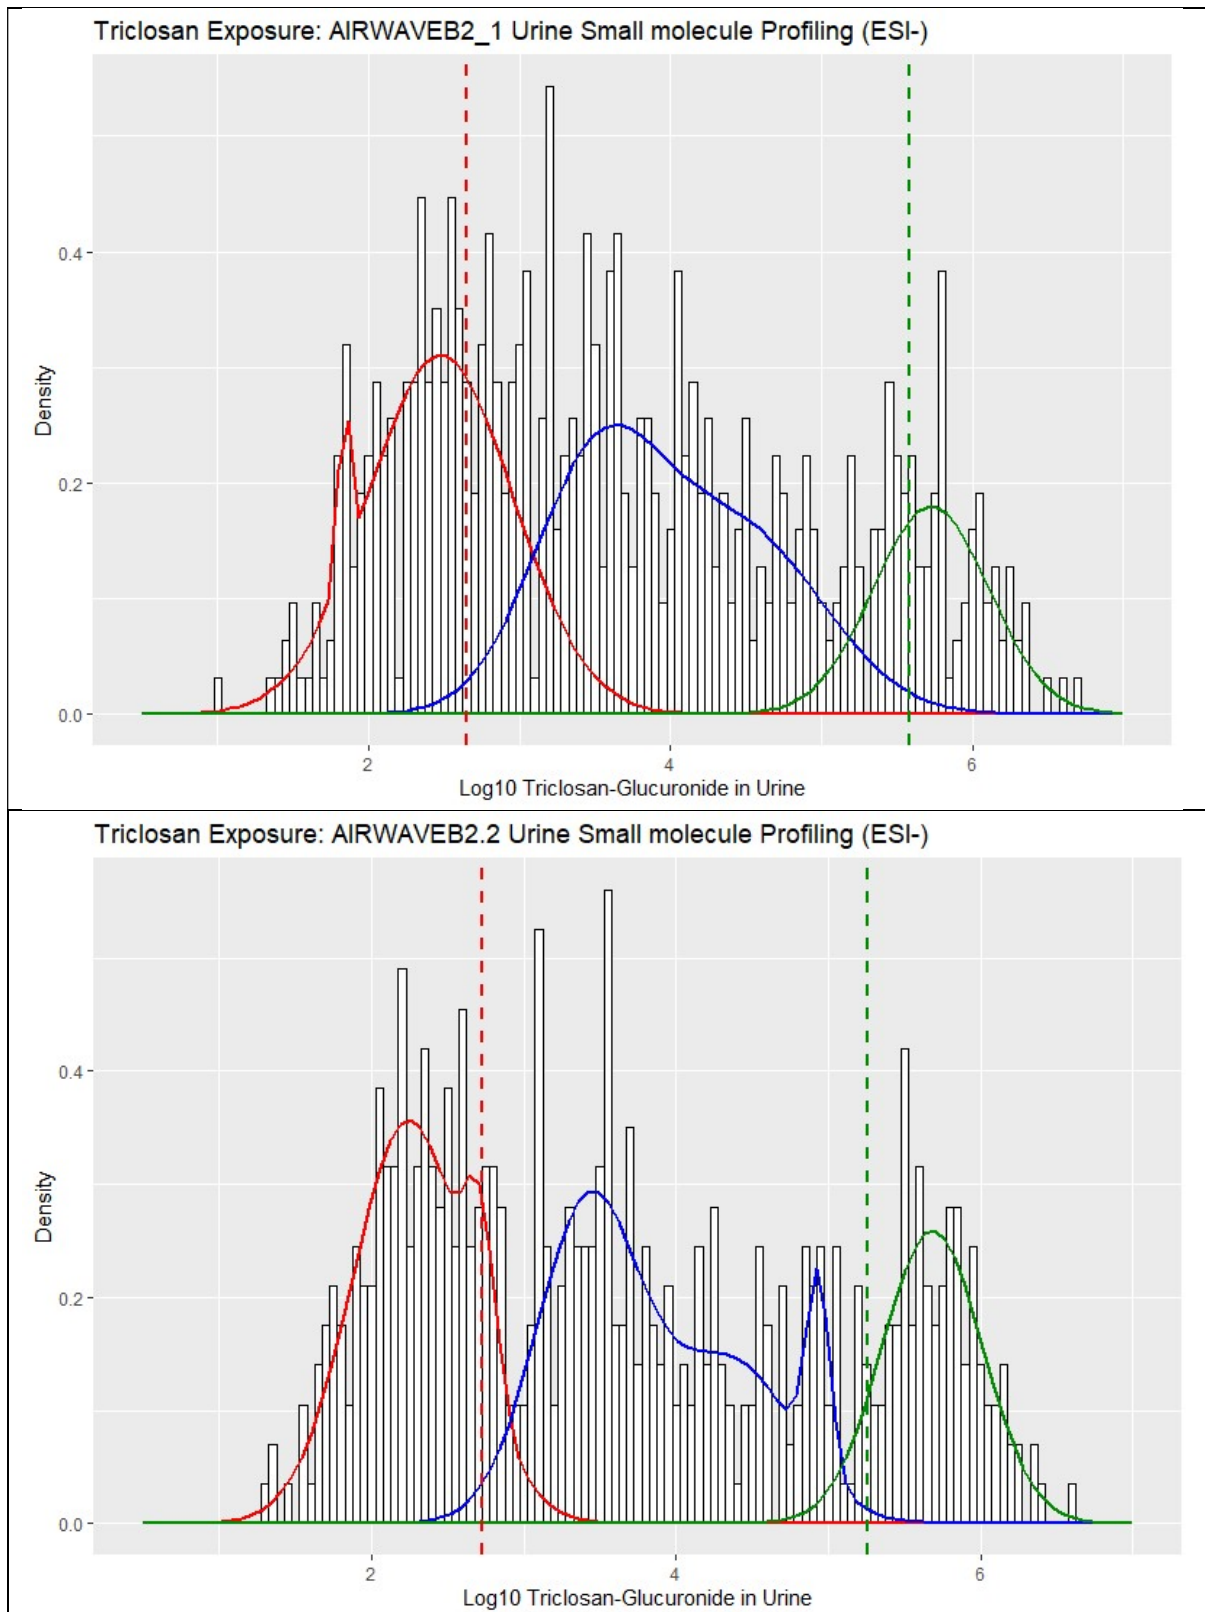 Triclosan Exposure: AIRWAVEB2_1 Urine Small molecule Profiling (ESI-)
0.4
Density
0.2
0.0
2 4 6
Log10 Triclosan-Glucuronide in Urine
Triclosan Exposure: AIRWAVEB2.2 Urine Small molecule Profiling (ESI-)
0.4
Density
0.2
0.0
2 4 6
Log10 Triclosan-Glucuronide in Urine